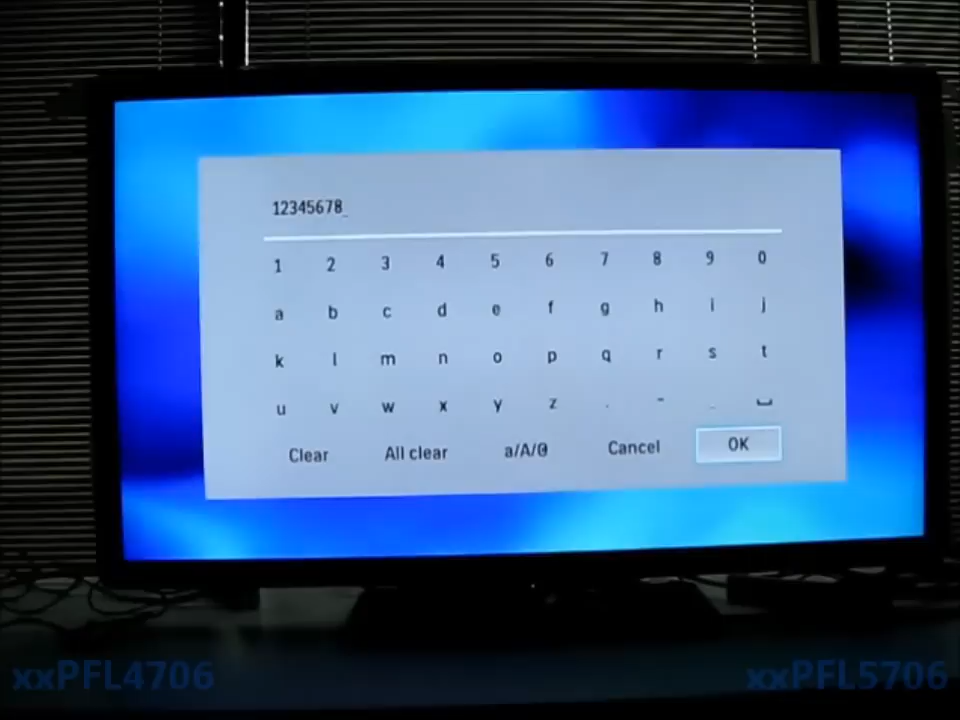 12345678_
1 2 3 4 5 6 7 8 9 0
a b c d e f g h i j
k l m n o p q r s t
u v w x y z . - _ ⎵
Clear All clear a/A/@ Cancel OK
xxPFL4706 xxPFL5706